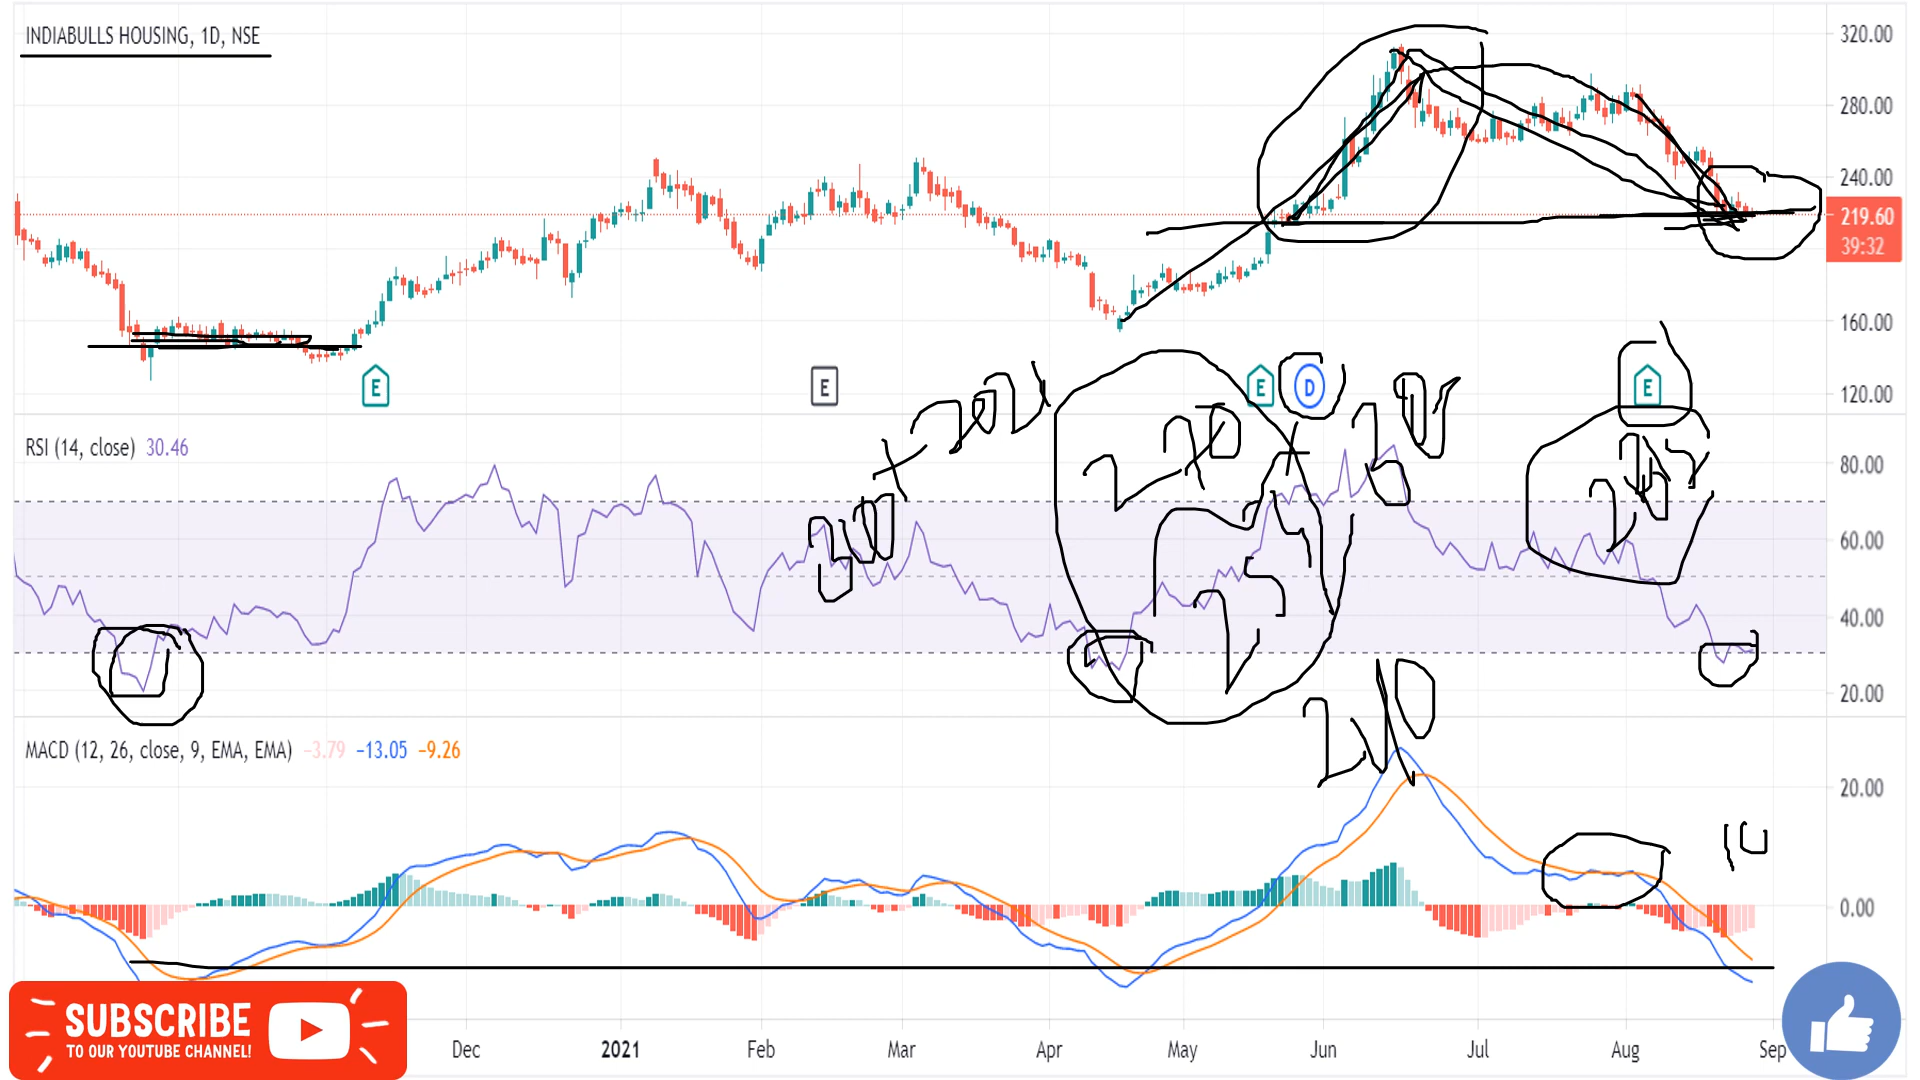 INDIABULLS HOUSING, 1D, NSE
320.00
280.00
240.00
219.60
39:32
160.00
120.00
E
E
E
D
E
RSI (14, close) 30.46
80.00
60.00
40.00
20.00
MACD (12, 26, close, 9, EMA, EMA) −3.79 −13.05 −9.26
20.00
0.00
10
SUBSCRIBE
TO OUR YOUTUBE CHANNEL!
Dec 2021 Feb Mar Apr May Jun Jul Aug Sep